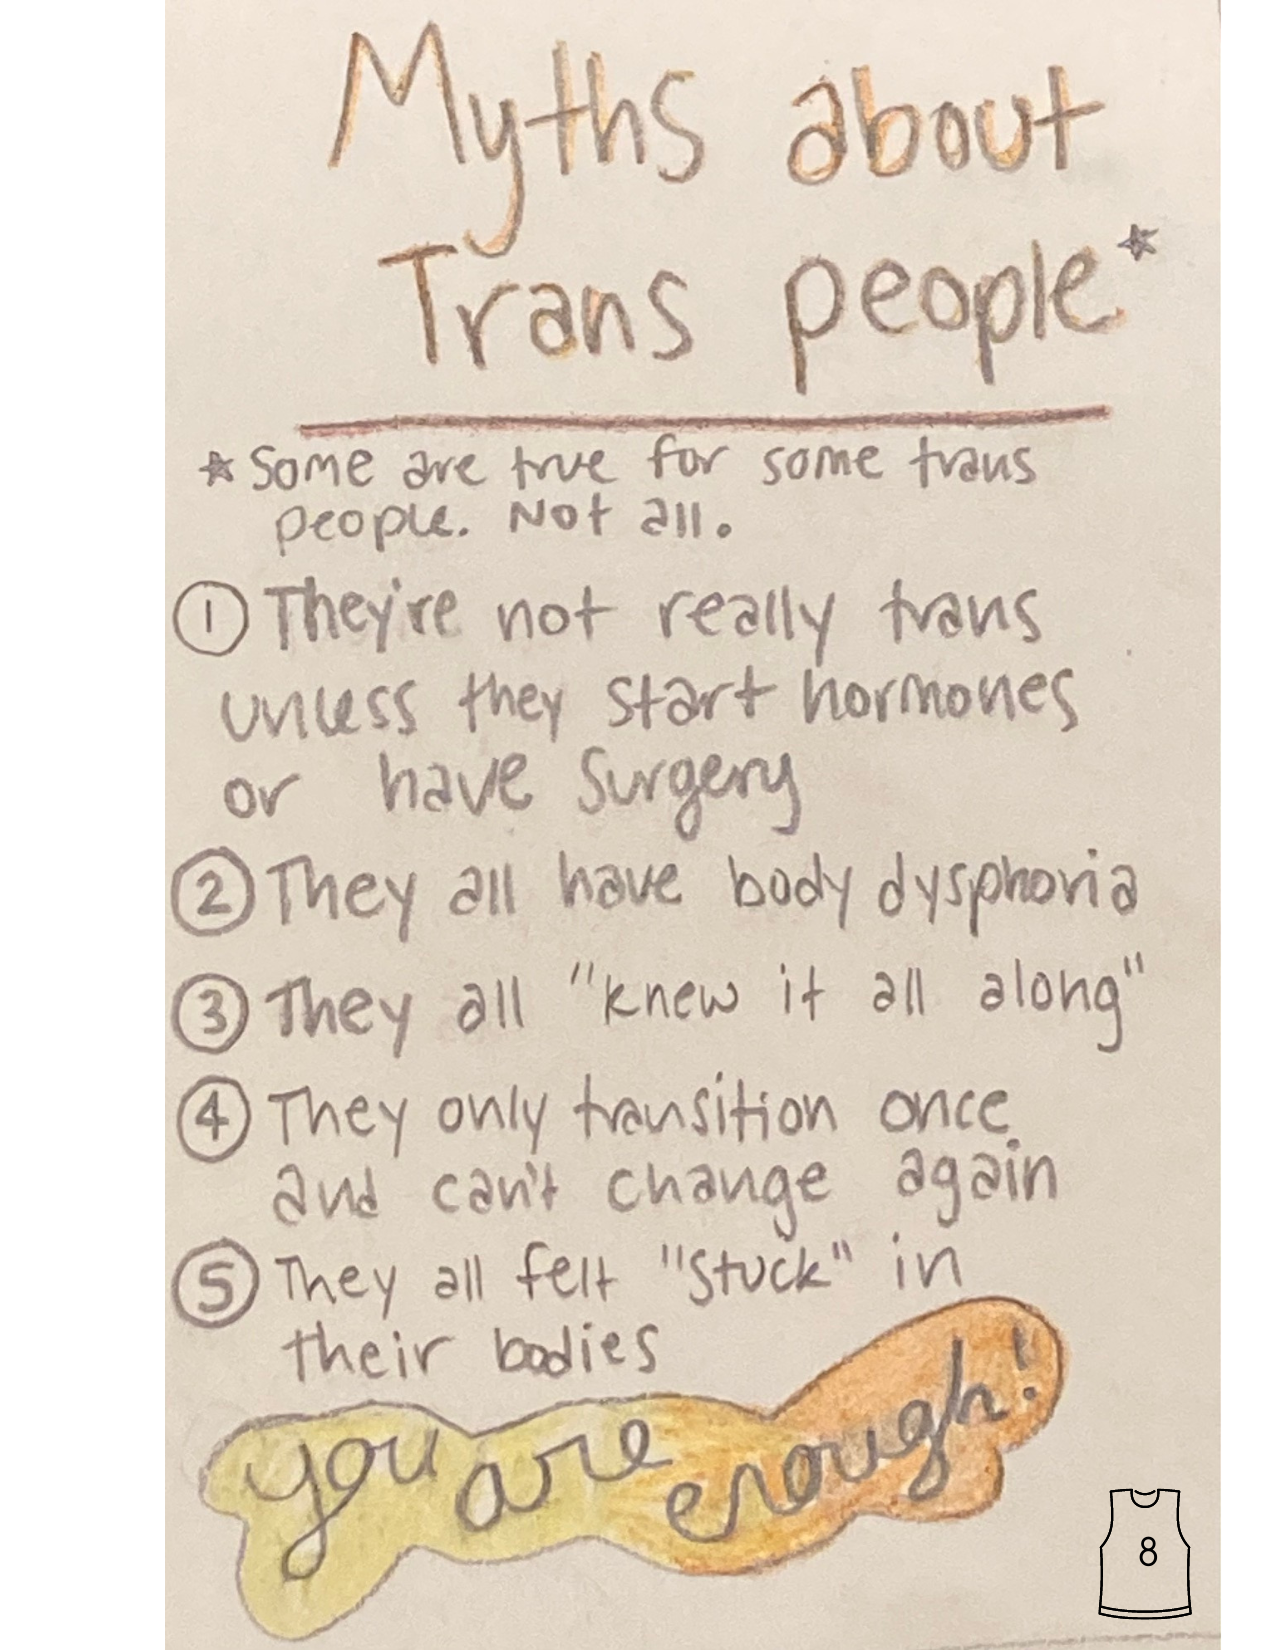 Myths about
Trans people*
* Some are true for some trans
people. Not all.
① They're not really trans
unless they start hormones
or have surgery
② They all have body dysphoria
③ They all "knew it all along"
④ They only transition once
and can't change again
⑤ They all felt "stuck" in
their bodies
you are enough!
8